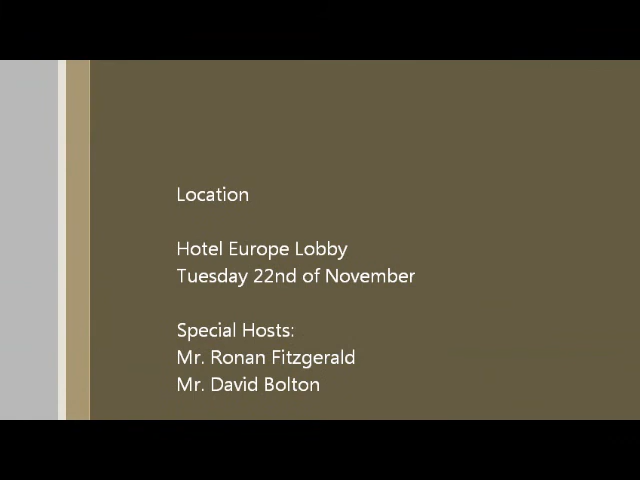 Location
Hotel Europe Lobby
Tuesday 22nd of November
Special Hosts:
Mr. Ronan Fitzgerald
Mr. David Bolton